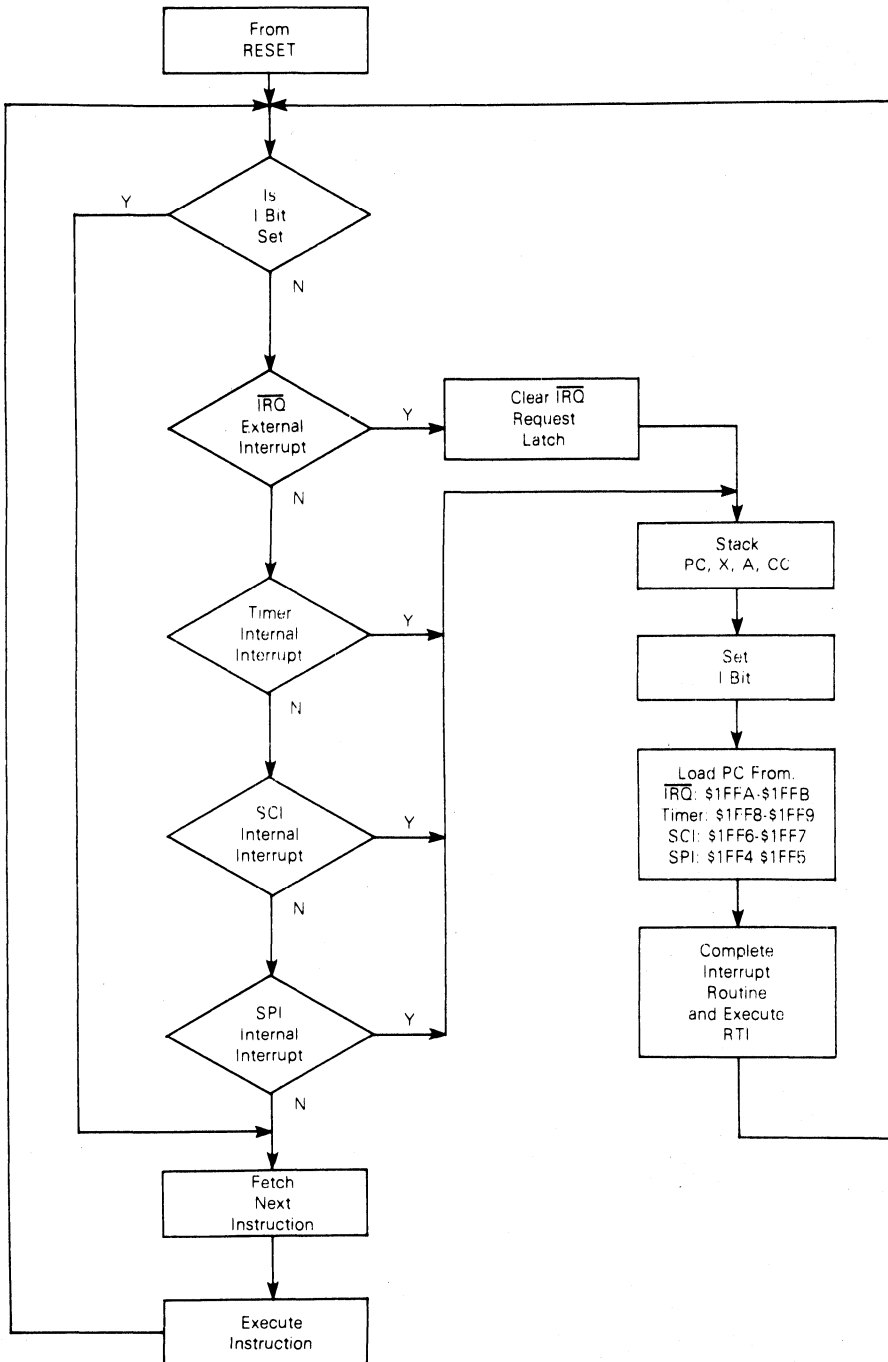 From
RESET
Is
I Bit
Set
Y
N
IRQ
External
Interrupt
Y
N
Clear IRQ
Request
Latch
Stack
PC, X, A, CC
Timer
Internal
Interrupt
Y
N
Set
I Bit
Load PC From.
IRQ: $1FFA-$1FFB
Timer: $1FF8-$1FF9
SCI: $1FF6-$1FF7
SPI: $1FF4 $1FF5
SCI
Internal
Interrupt
Y
N
Complete
Interrupt
Routine
and Execute
RTI
SPI
Internal
Interrupt
Y
N
Fetch
Next
Instruction
Execute
Instruction